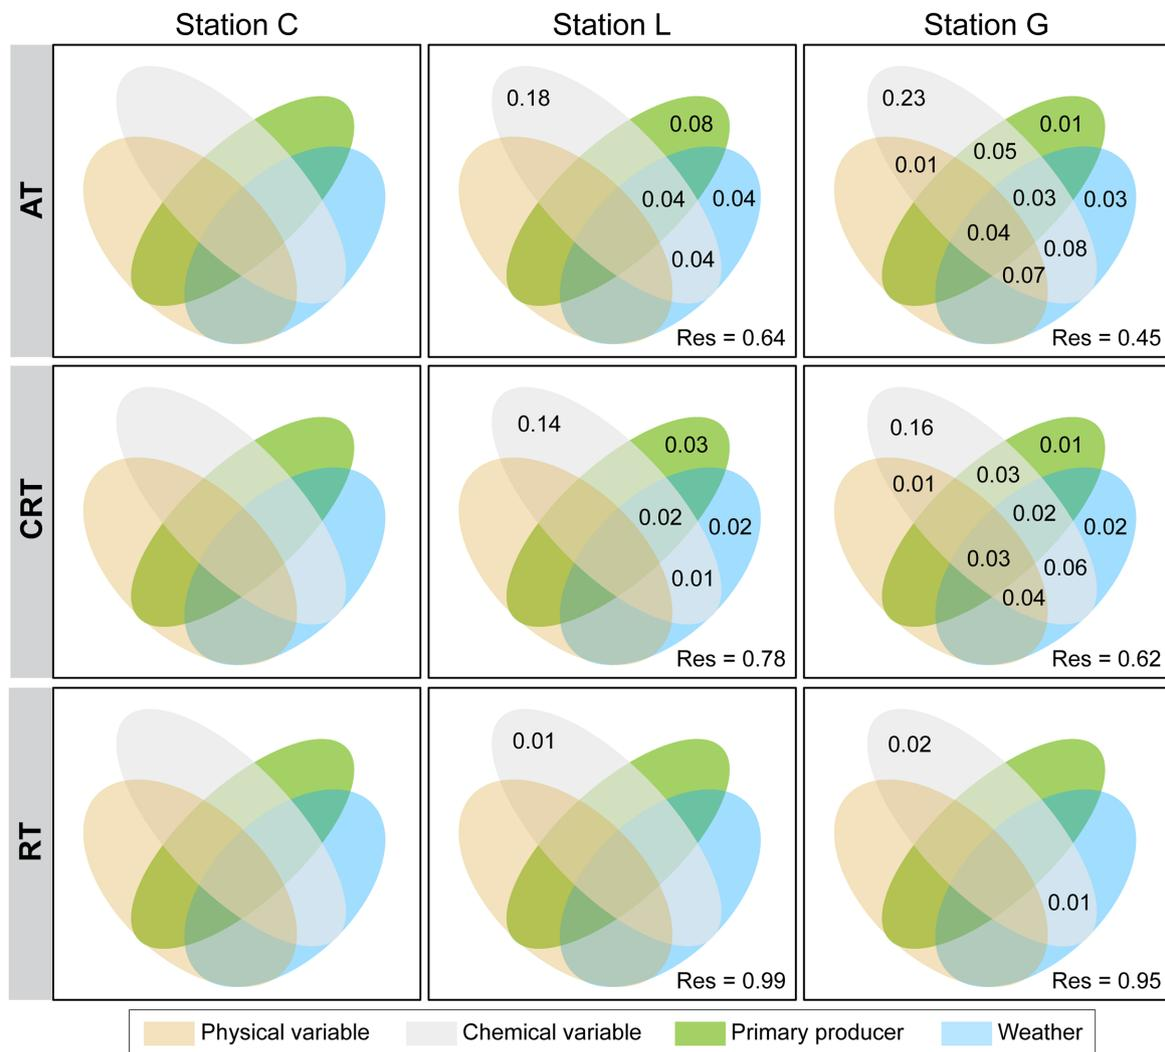 Station C Station L Station G
AT
0.18
0.08
0.04 0.04
0.04
Res = 0.64
0.23
0.01
0.05
0.01
0.03 0.03
0.04
0.08
0.07
Res = 0.45
CRT
0.14
0.03
0.02 0.02
0.01
Res = 0.78
0.16
0.01
0.03
0.01
0.02 0.02
0.03
0.06
0.04
Res = 0.62
RT
0.01
Res = 0.99
0.02
0.01
Res = 0.95
Physical variable Chemical variable Primary producer Weather